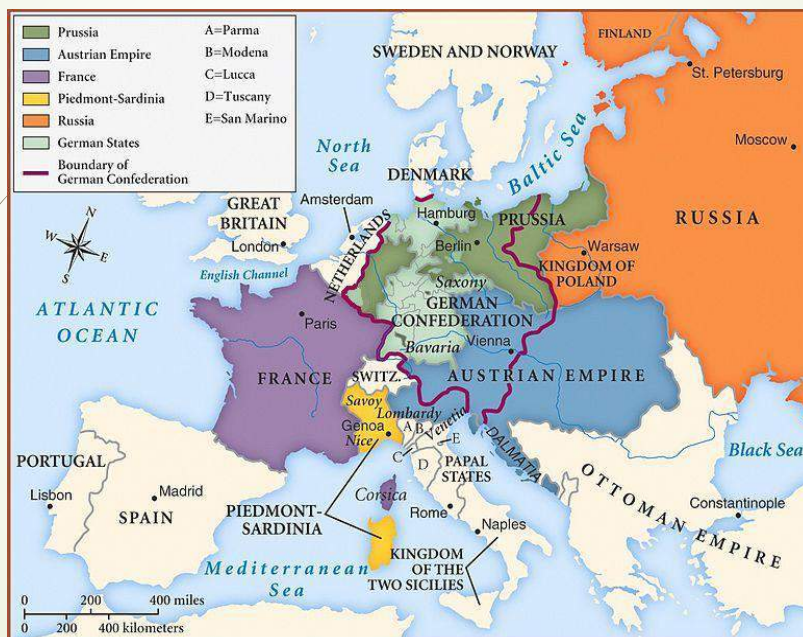 Prussia
Austrian Empire
France
Piedmont-Sardinia
Russia
German States
Boundary of
German Confederation
A=Parma
B=Modena
C=Lucca
D=Tuscany
E=San Marino
SWEDEN AND NORWAY
FINLAND
St. Petersburg
Moscow
North
Sea
Baltic Sea
DENMARK
RUSSIA
N
W
E
S
GREAT
BRITAIN
London
Amsterdam
NETHERLANDS
Hamburg
PRUSSIA
Berlin
Warsaw
KINGDOM OF
POLAND
English Channel
ATLANTIC
OCEAN
Saxony
GERMAN
CONFEDERATION
Paris
Bavaria
Vienna
FRANCE
SWITZ.
AUSTRIAN EMPIRE
Savoy
Lombardy
Venetia
Genoa
Nice
A
B
C
D
E
DALMATIA
Black Sea
PORTUGAL
Lisbon
Madrid
SPAIN
Corsica
PIEDMONT-
SARDINIA
PAPAL
STATES
Rome
Naples
OTTOMAN EMPIRE
Constantinople
KINGDOM
OF THE
TWO SICILIES
Mediterranean
Sea
0 200 400 miles
0 200 400 kilometers